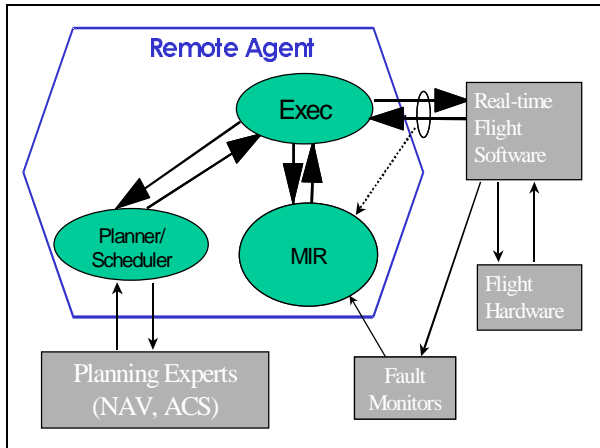 Remote Agent
Exec
Real-time
Flight
Software
Planner/
Scheduler
MIR
Flight
Hardware
Planning Experts
(NAV, ACS)
Fault
Monitors